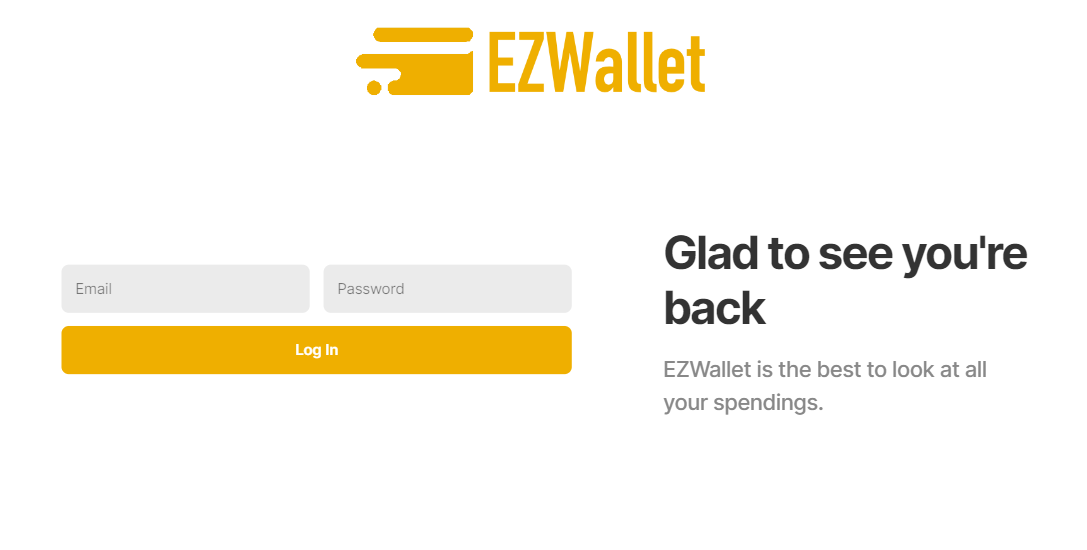 EZWallet
Email
Password
Log In
Glad to see you're
back
EZWallet is the best to look at all
your spendings.